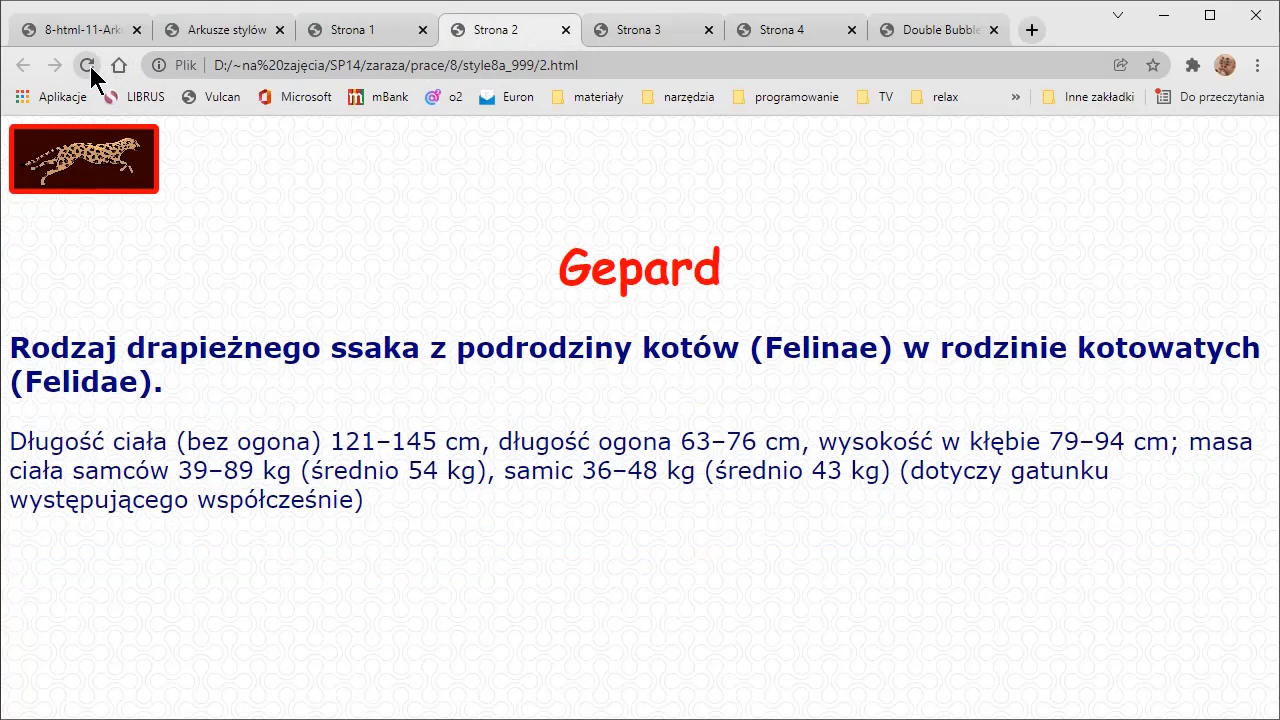 8-html-11-Ark
Arkusze stylów
Strona 1
Strona 2
Strona 3
Strona 4
Double Bubble
Plik
D:/~na%20zajęcia/SP14/zaraza/prace/8/style8a_999/2.html
Aplikacje
LIBRUS
Vulcan
Microsoft
mBank
o2
Euron
materiały
narzędzia
programowanie
TV
relax
»
Inne zakładki
Do przeczytania
Gepard
Rodzaj drapieżnego ssaka z podrodziny kotów (Felinae) w rodzinie kotowatych
(Felidae).
Długość ciała (bez ogona) 121–145 cm, długość ogona 63–76 cm, wysokość w kłębie 79–94 cm; masa
ciała samców 39–89 kg (średnio 54 kg), samic 36–48 kg (średnio 43 kg) (dotyczy gatunku
występującego współcześnie)